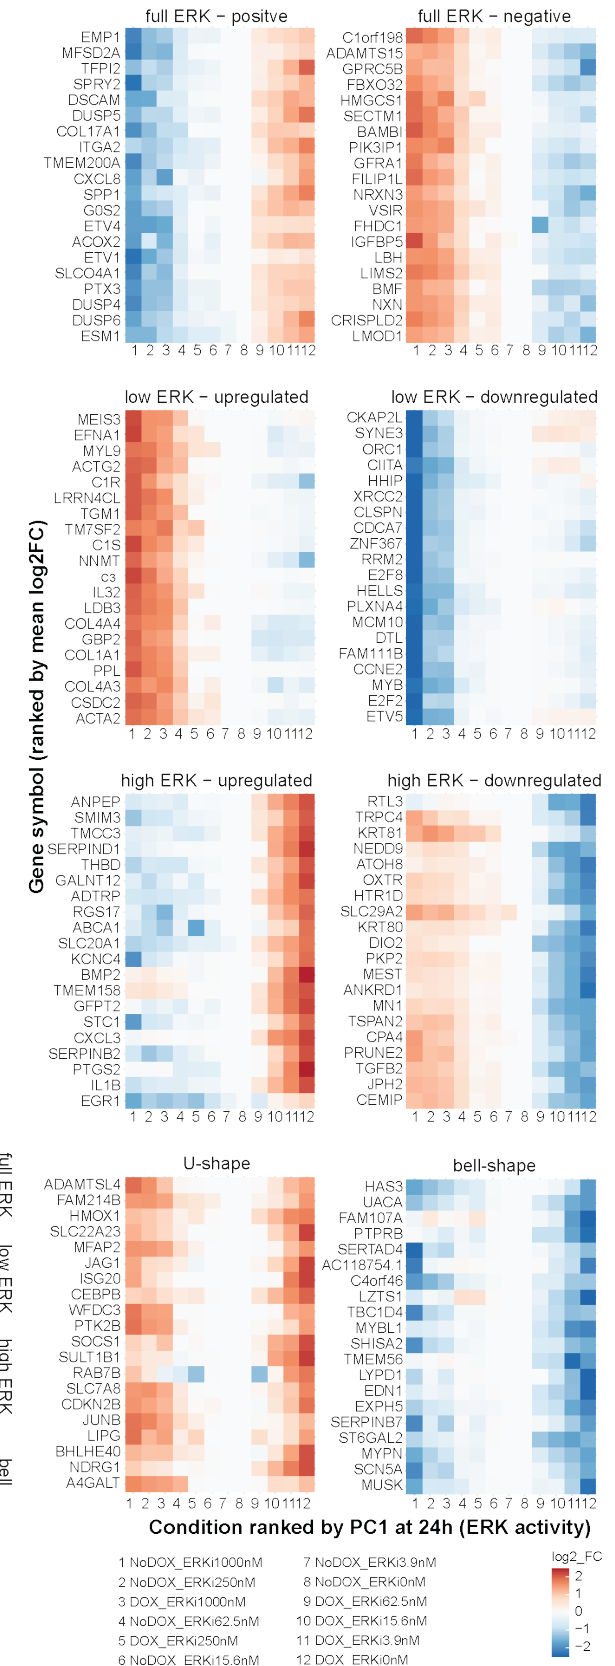 full ERK – positve
EMP1
MFSD2A
TFPI2
SPRY2
DSCAM
DUSP5
COL17A1
ITGA2
TMEM200A
CXCL8
SPP1
G0S2
ETV4
ACOX2
ETV1
SLCO4A1
PTX3
DUSP4
DUSP6
ESM1
1 2 3 4 5 6 7 8 9 10 11 12
full ERK – negative
C1orf198
ADAMTS15
GPRC5B
FBXO32
HMGCS1
SECTM1
BAMBI
PIK3IP1
GFRA1
FILIP1L
NRXN3
VSIR
FHDC1
IGFBP5
LBH
LIMS2
BMF
NXN
CRISPLD2
LMOD1
1 2 3 4 5 6 7 8 9 10 11 12
low ERK – upregulated
MEIS3
EFNA1
MYL9
ACTG2
C1R
LRRN4CL
TGM1
TM7SF2
C1S
NNMT
c3
IL32
LDB3
COL4A4
GBP2
COL1A1
PPL
COL4A3
CSDC2
ACTA2
1 2 3 4 5 6 7 8 9 10 11 12
low ERK – downregulated
CKAP2L
SYNE3
ORC1
CIITA
HHIP
XRCC2
CLSPN
CDCA7
ZNF367
RRM2
E2F8
HELLS
PLXNA4
MCM10
DTL
FAM111B
CCNE2
MYB
E2F2
ETV5
1 2 3 4 5 6 7 8 9 10 11 12
Gene symbol (ranked by mean log2FC)
high ERK – upregulated
ANPEP
SMIM3
TMCC3
SERPIND1
THBD
GALNT12
ADTRP
RGS17
ABCA1
SLC20A1
KCNC4
BMP2
TMEM158
GFPT2
STC1
CXCL3
SERPINB2
PTGS2
IL1B
EGR1
1 2 3 4 5 6 7 8 9 10 11 12
high ERK – downregulated
RTL3
TRPC4
KRT81
NEDD9
ATOH8
OXTR
HTR1D
SLC29A2
KRT80
DIO2
PKP2
MEST
ANKRD1
MN1
TSPAN2
CPA4
PRUNE2
TGFB2
JPH2
CEMIP
1 2 3 4 5 6 7 8 9 10 11 12
full ERK
low ERK
high ERK
bell
U-shape
ADAMTSL4
FAM214B
HMOX1
SLC22A23
MFAP2
JAG1
ISG20
CEBPB
WFDC3
PTK2B
SOCS1
SULT1B1
RAB7B
SLC7A8
CDKN2B
JUNB
LIPG
BHLHE40
NDRG1
A4GALT
1 2 3 4 5 6 7 8 9 10 11 12
bell-shape
HAS3
UACA
FAM107A
PTPRB
SERTAD4
AC118754.1
C4orf46
LZTS1
TBC1D4
MYBL1
SHISA2
TMEM56
LYPD1
EDN1
EXPH5
SERPINB7
ST6GAL2
MYPN
SCN5A
MUSK
1 2 3 4 5 6 7 8 9 10 11 12
Condition ranked by PC1 at 24h (ERK activity)
1 NoDOX_ERKi1000nM
2 NoDOX_ERKi250nM
3 DOX_ERKi1000nM
4 NoDOX_ERKi62.5nM
5 DOX_ERKi250nM
6 NoDOX_ERKi15.6nM
7 NoDOX_ERKi3.9nM
8 NoDOX_ERKi0nM
9 DOX_ERKi62.5nM
10 DOX_ERKi15.6nM
11 DOX_ERKi3.9nM
12 DOX_ERKi0nM
log2_FC
2
1
0
−1
−2